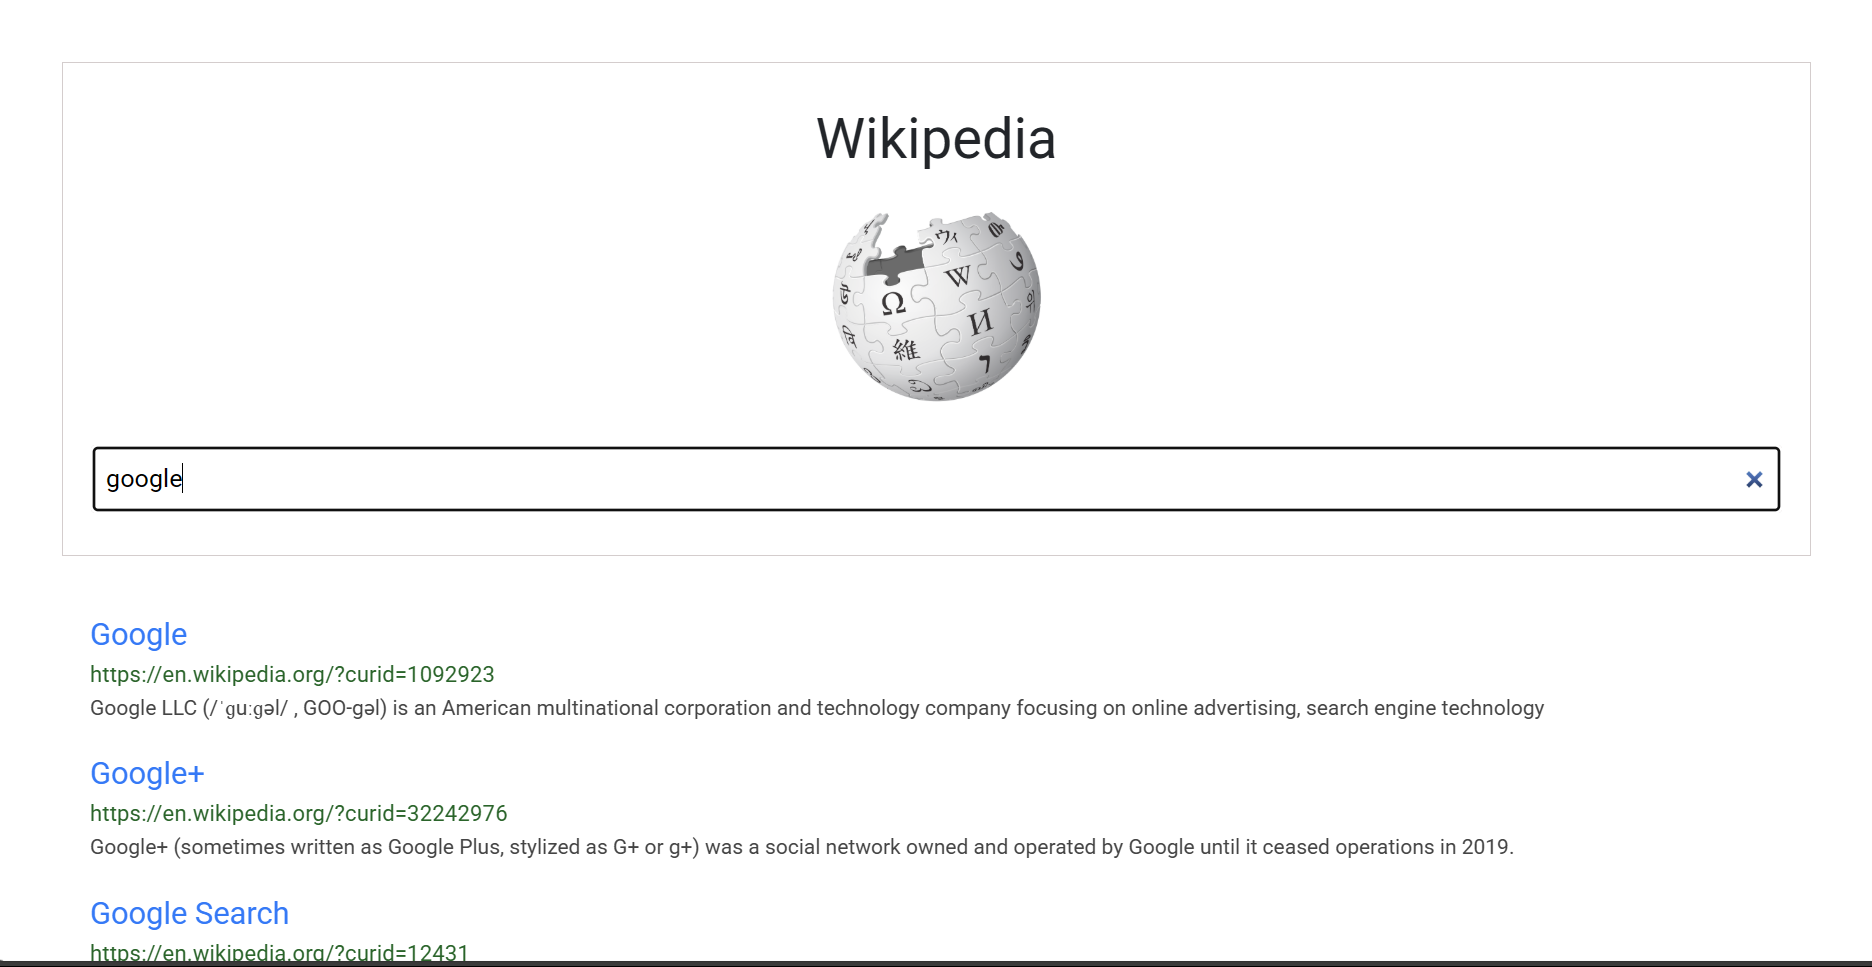 Wikipedia
ウィ
Ω W И
維
google ×
Google
https://en.wikipedia.org/?curid=1092923
Google LLC (/ˈɡuːɡəl/ , GOO-gəl) is an American multinational corporation and technology company focusing on online advertising, search engine technology
Google+
https://en.wikipedia.org/?curid=32242976
Google+ (sometimes written as Google Plus, stylized as G+ or g+) was a social network owned and operated by Google until it ceased operations in 2019.
Google Search
https://en.wikipedia.org/?curid=12431